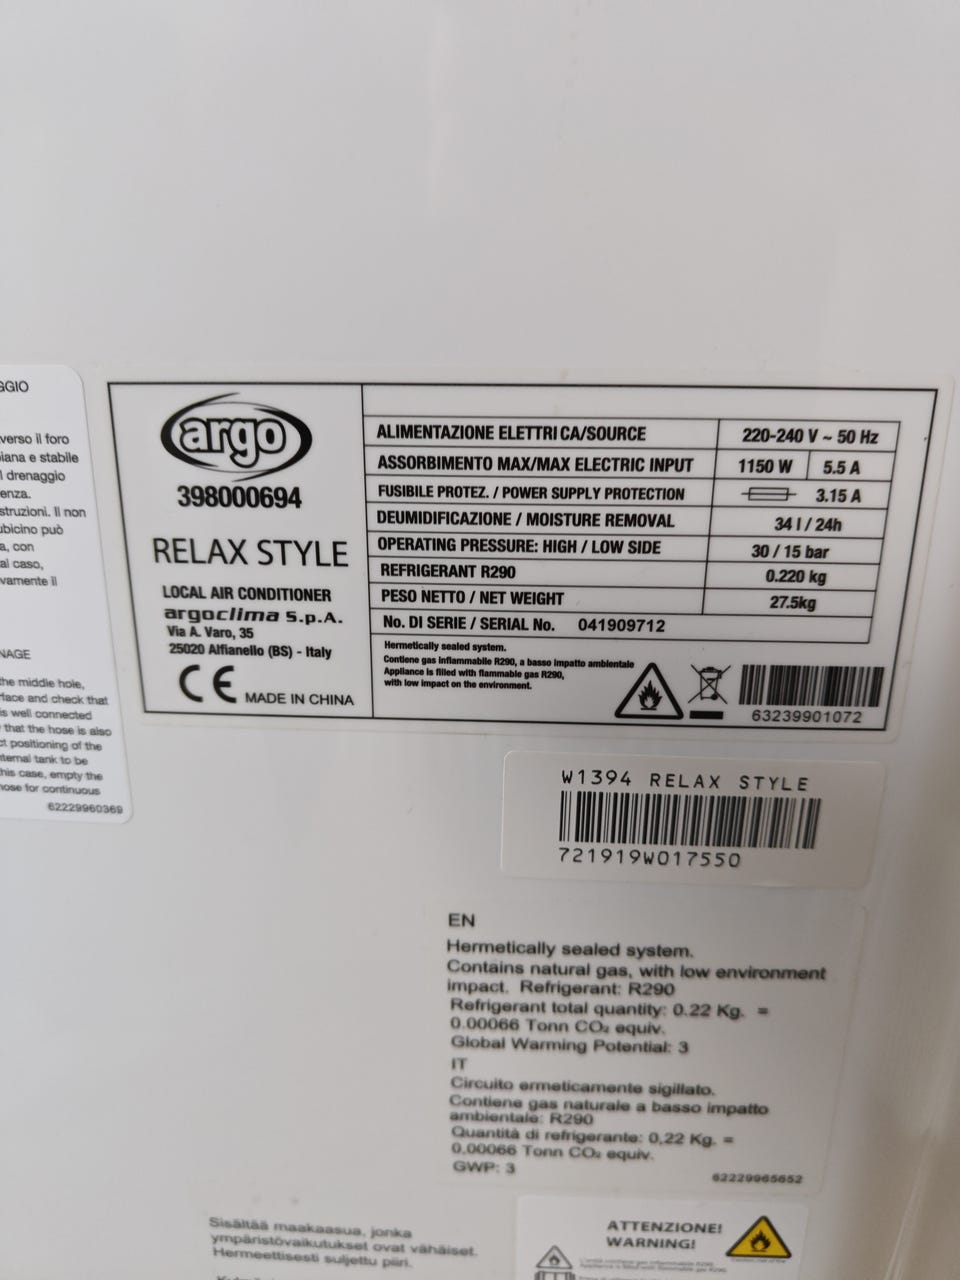 GGIO
verso il foro
iana e stabile
l drenaggio
enza.
struzioni. Il non
ubicino può
a, con
al caso,
vamente il
NAGE
the middle hole,
face and check that
is well connected
that the hose is also
ct positioning of the
nternal tank to be
this case, empty the
hose for continuous
62229960369
argo
398000694
RELAX STYLE
LOCAL AIR CONDITIONER
argoclima s.p.A.
Via A. Varo, 35
25020 Alfianello (BS) - Italy
CE MADE IN CHINA
ALIMENTAZIONE ELETTRI CA/SOURCE 220-240 V ~ 50 Hz
ASSORBIMENTO MAX/MAX ELECTRIC INPUT 1150 W 5.5 A
FUSIBILE PROTEZ. / POWER SUPPLY PROTECTION 3.15 A
DEUMIDIFICAZIONE / MOISTURE REMOVAL 34 l / 24h
OPERATING PRESSURE: HIGH / LOW SIDE 30 / 15 bar
REFRIGERANT R290 0.220 kg
PESO NETTO / NET WEIGHT 27.5kg
No. DI SERIE / SERIAL No. 041909712
Hermetically sealed system.
Contiene gas infiammabile R290, a basso impatto ambientale
Appliance is filled with flammable gas R290,
with low impact on the environment.
63239901072
W1394 RELAX STYLE
721919W017550
EN
Hermetically sealed system.
Contains natural gas, with low environment
impact. Refrigerant: R290
Refrigerant total quantity: 0.22 Kg. =
0.00066 Tonn CO₂ equiv.
Global Warming Potential: 3
IT
Circuito ermeticamente sigillato.
Contiene gas naturale a basso impatto
ambientale: R290
Quantità di refrigerante: 0,22 Kg. =
0.00066 Tonn CO₂ equiv.
GWP: 3
62229965652
Sisältää maakaasua, jonka
ympäristövaikutukset ovat vähäiset.
Hermeettisesti suljettu piiri.
ATTENZIONE!
WARNING!